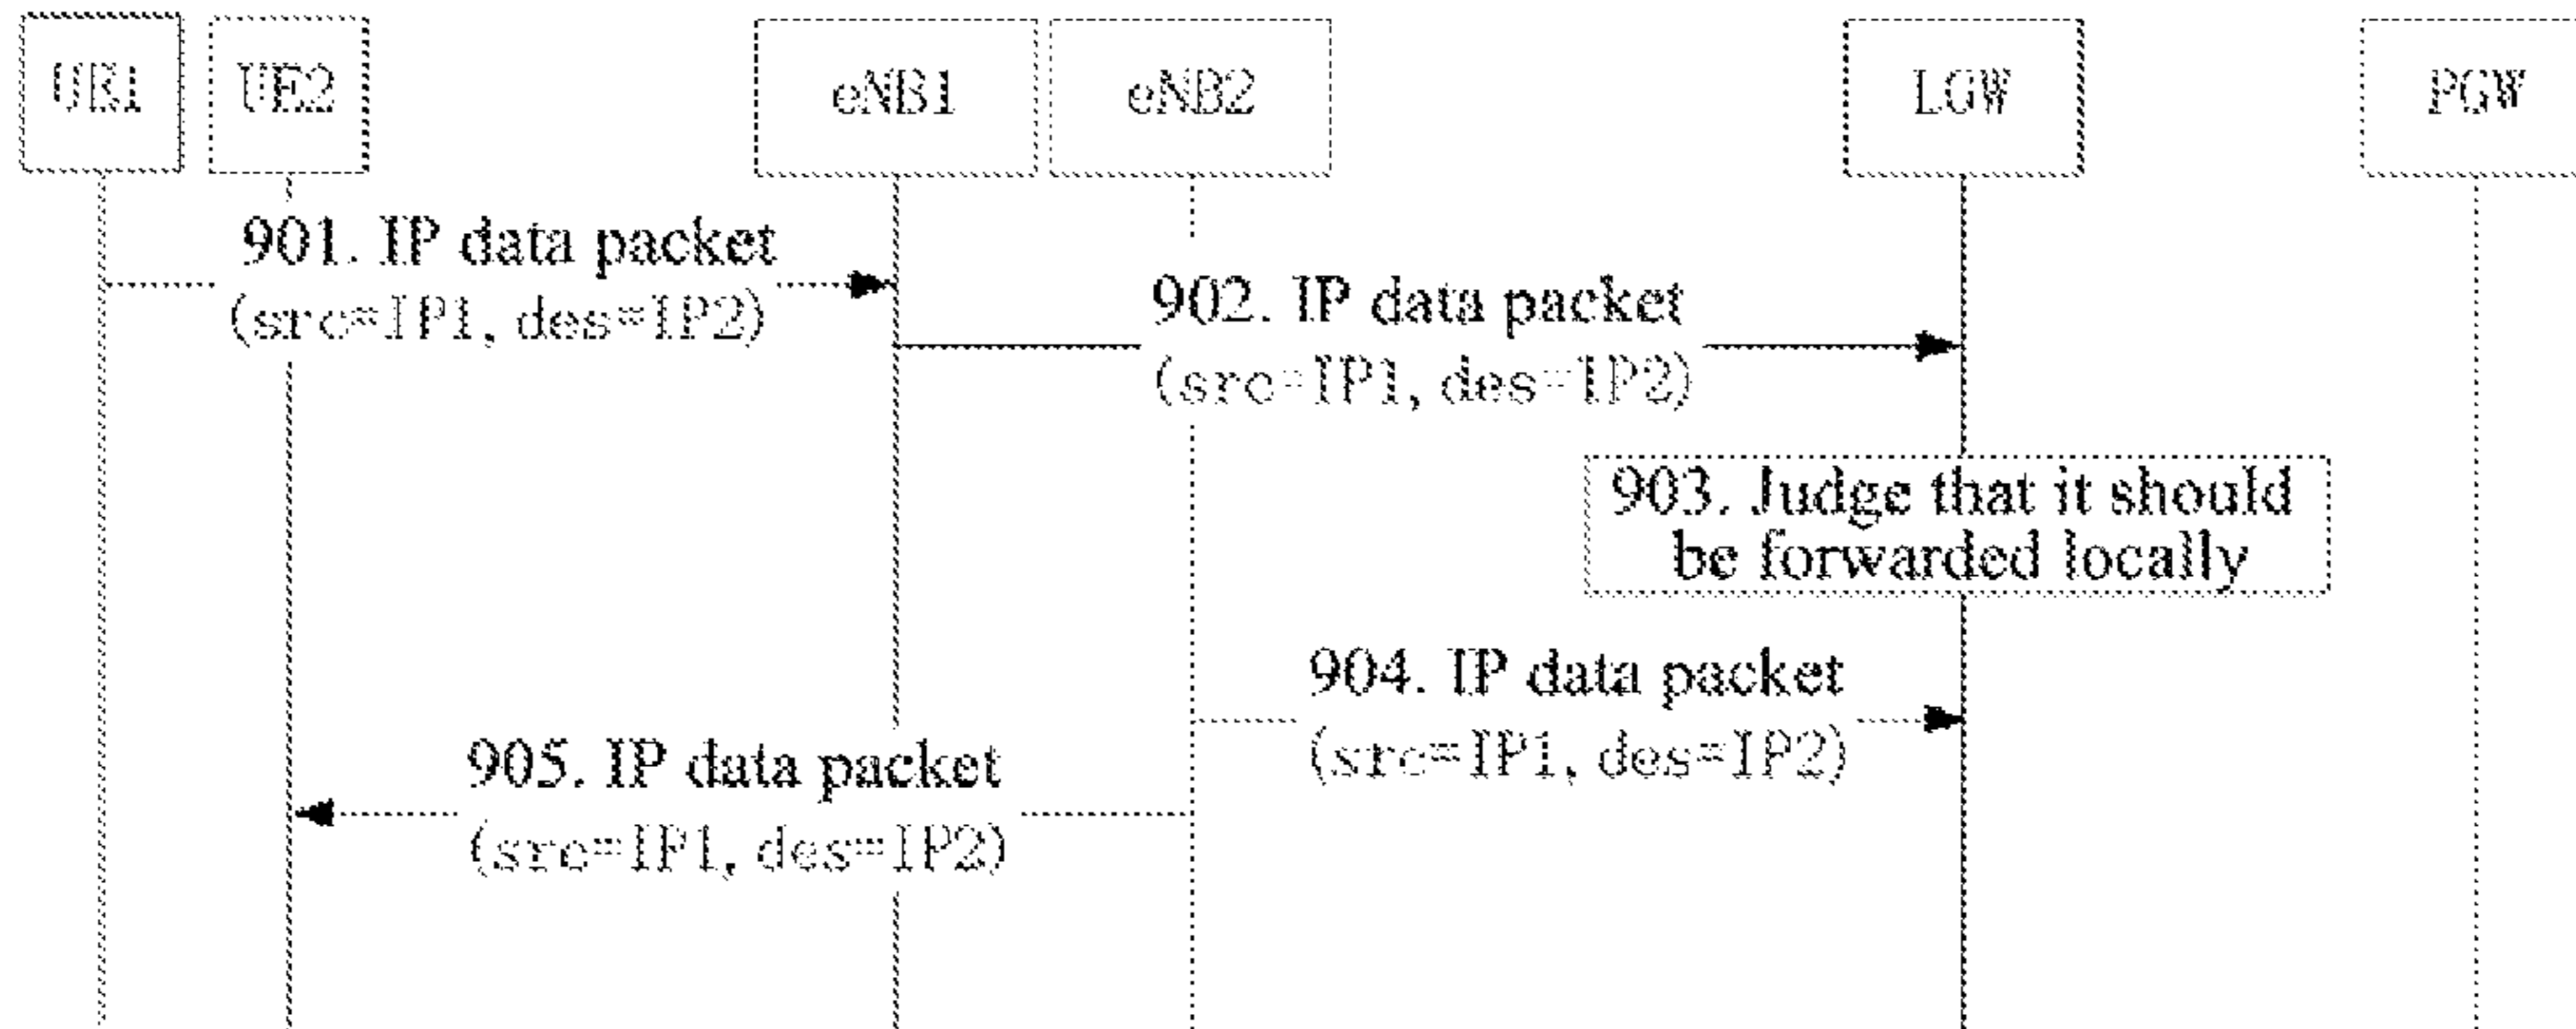 UE1
UE2
eNB1
eNB2
LGW
PGW
901. IP data packet
(src=IP1, des=IP2)
902. IP data packet
(src=IP1, des=IP2)
903. Judge that it should
be forwarded locally
904. IP data packet
(src=IP1, des=IP2)
905. IP data packet
(src=IP1, des=IP2)